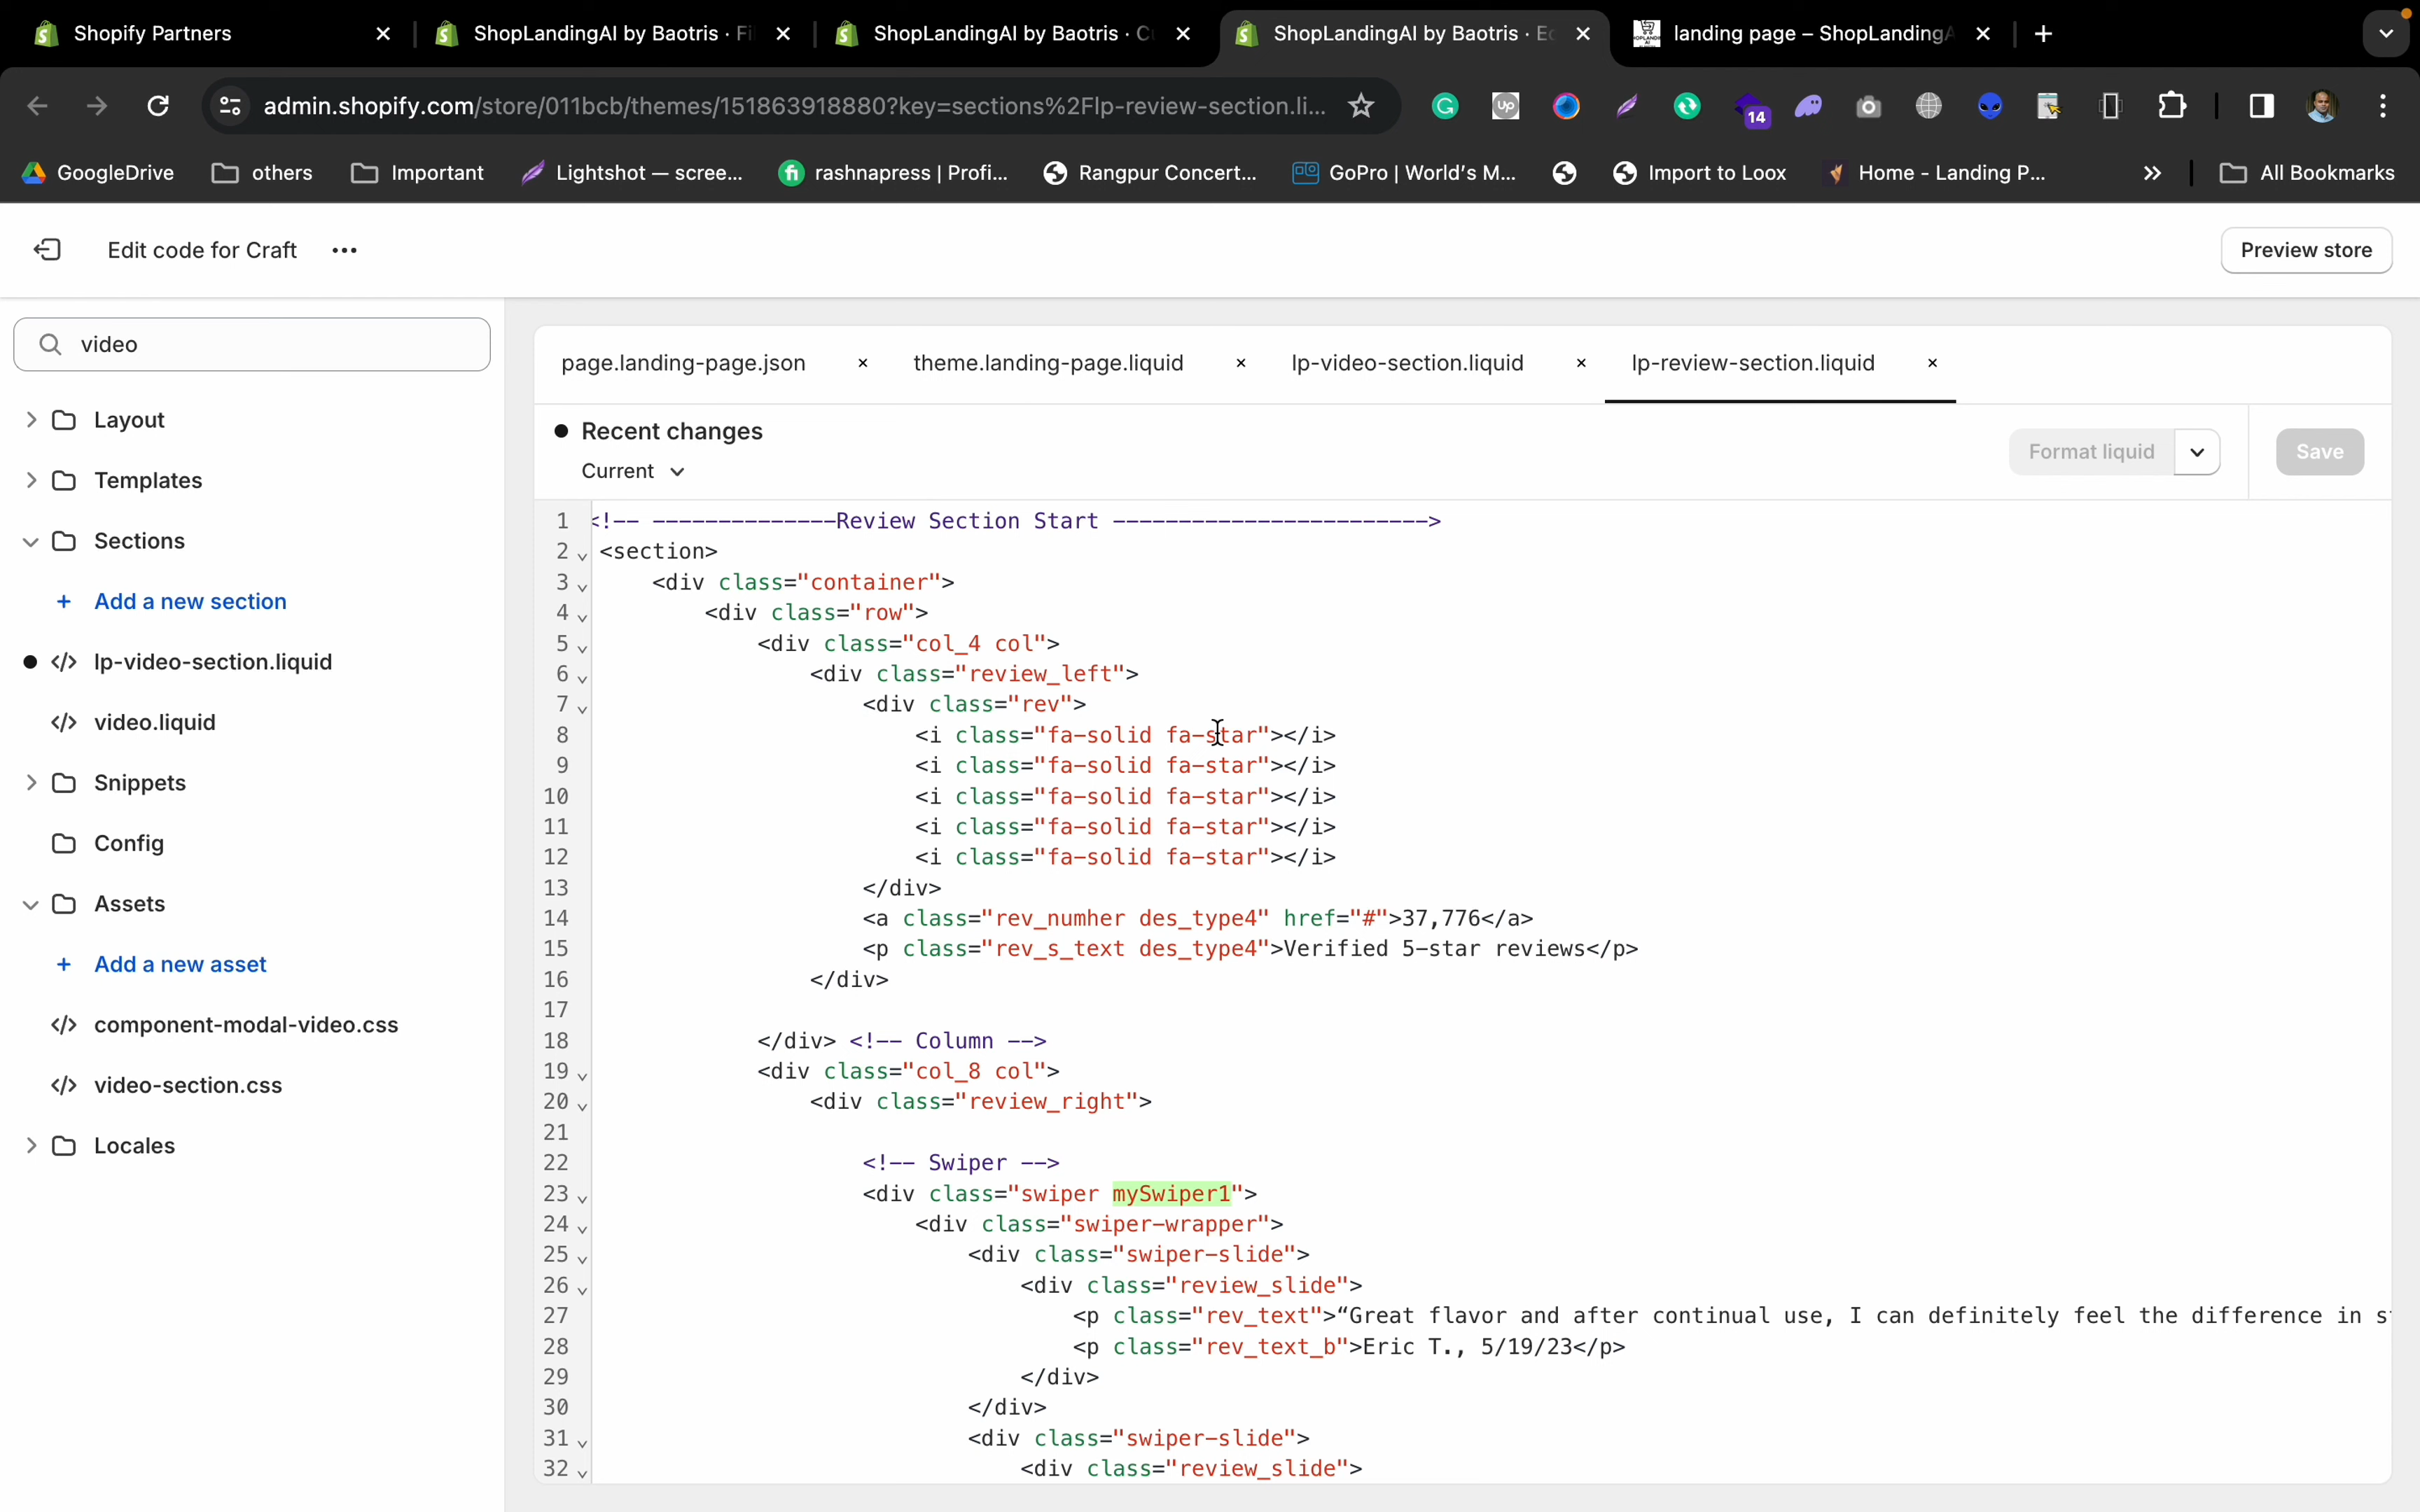 Shopify Partners
ShopLandingAI by Baotris · Fi
ShopLandingAI by Baotris · Cu
ShopLandingAI by Baotris · Ec
landing page – ShopLandingA
admin.shopify.com/store/011bcb/themes/151863918880?key=sections%2Flp-review-section.li...
14
GoogleDrive
others
Important
Lightshot — scree...
rashnapress | Profi...
Rangpur Concert...
GoPro | World's M...
Import to Loox
Home - Landing P...
All Bookmarks
Edit code for Craft
Preview store
video
Layout
Templates
Sections
Add a new section
lp-video-section.liquid
video.liquid
Snippets
Config
Assets
Add a new asset
component-modal-video.css
video-section.css
Locales
page.landing-page.json
theme.landing-page.liquid
lp-video-section.liquid
lp-review-section.liquid
Recent changes
Current
Format liquid
Save
1 <!-- --------------Review Section Start ------------------------>
2 <section>
3 <div class="container">
4 <div class="row">
5 <div class="col_4 col">
6 <div class="review_left">
7 <div class="rev">
8 <i class="fa-solid fa-star"></i>
9 <i class="fa-solid fa-star"></i>
10 <i class="fa-solid fa-star"></i>
11 <i class="fa-solid fa-star"></i>
12 <i class="fa-solid fa-star"></i>
13 </div>
14 <a class="rev_numher des_type4" href="#">37,776</a>
15 <p class="rev_s_text des_type4">Verified 5-star reviews</p>
16 </div>
17
18 </div> <!-- Column -->
19 <div class="col_8 col">
20 <div class="review_right">
21
22 <!-- Swiper -->
23 <div class="swiper mySwiper1">
24 <div class="swiper-wrapper">
25 <div class="swiper-slide">
26 <div class="review_slide">
27 <p class="rev_text">“Great flavor and after continual use, I can definitely feel the difference in
28 <p class="rev_text_b">Eric T., 5/19/23</p>
29 </div>
30 </div>
31 <div class="swiper-slide">
32 <div class="review_slide">